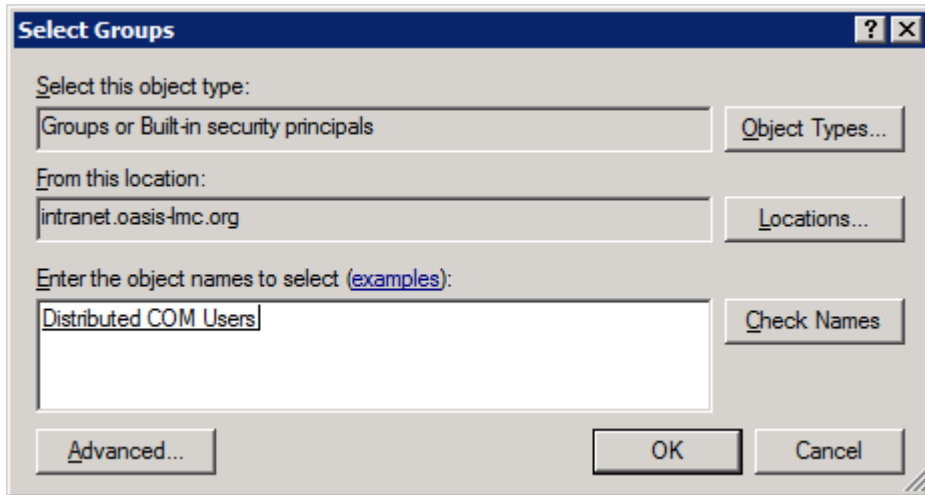 Select Groups
Select this object type:
Groups or Built-in security principals
Object Types...
From this location:
intranet.oasis-lmc.org
Locations...
Enter the object names to select (examples):
Distributed COM Users
Check Names
Advanced...
OK
Cancel